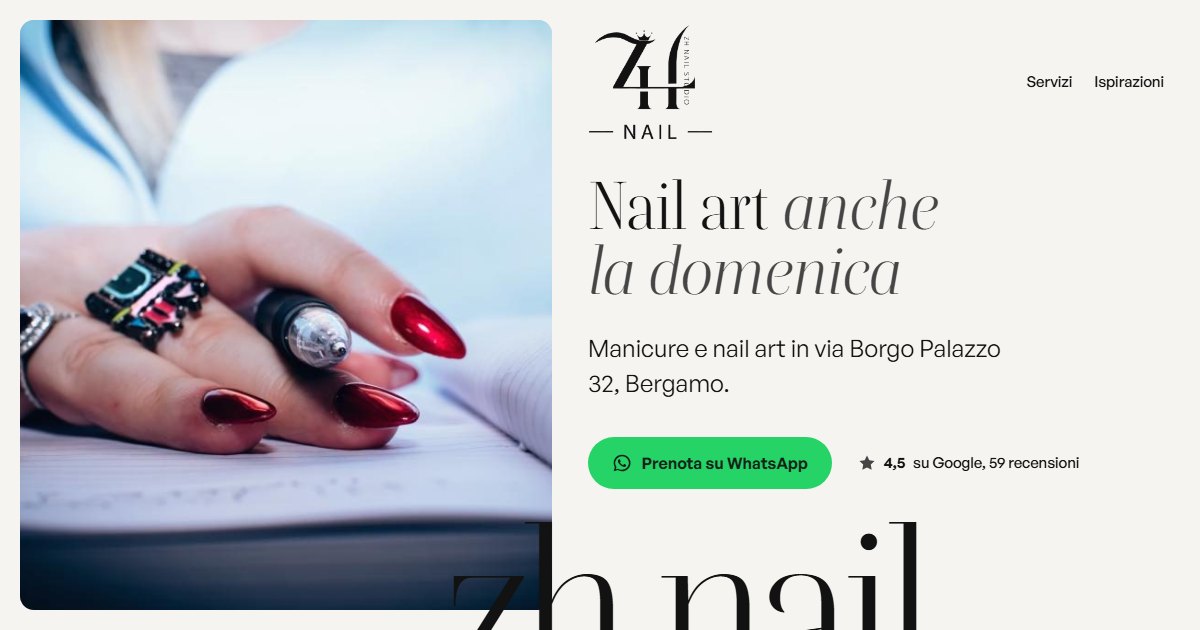 ZH
ZH NAIL STUDIO
NAIL
Servizi
Ispirazioni
Nail art anche
la domenica
Manicure e nail art in via Borgo Palazzo
32, Bergamo.
Prenota su WhatsApp
4,5 su Google, 59 recensioni
zh nail